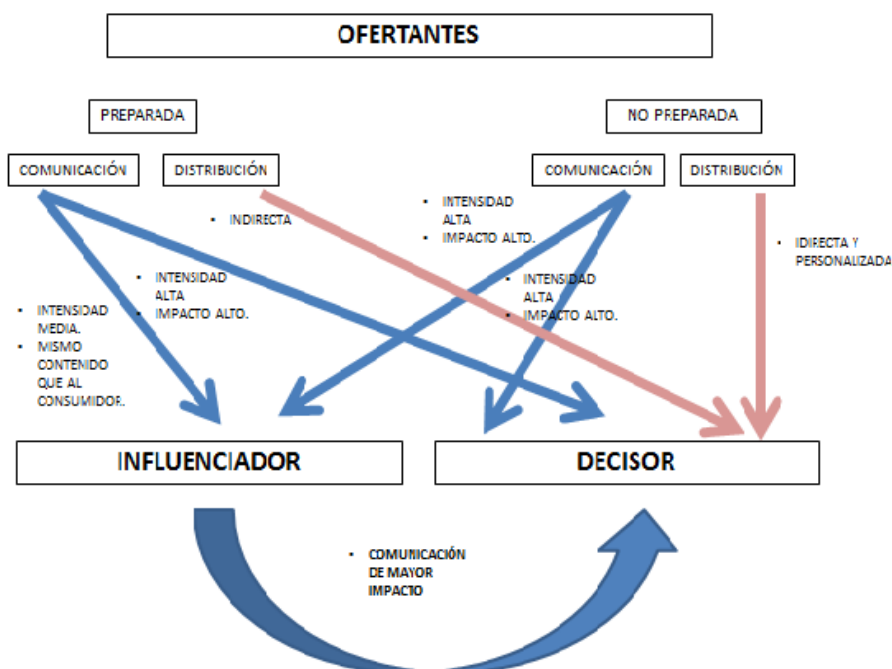 OFERTANTES
PREPARADA
NO PREPARADA
COMUNICACIÓN
DISTRIBUCIÓN
COMUNICACIÓN
DISTRIBUCIÓN
▪ INDIRECTA
▪ INTENSIDAD
ALTA
▪ IMPACTO ALTO.
▪ IDIRECTA Y
PERSONALIZADA
▪ INTENSIDAD
ALTA
▪ IMPACTO ALTO.
▪ INTENSIDAD
ALTA
▪ IMPACTO ALTO.
▪ INTENSIDAD
MEDIA.
▪ MISMO
CONTENIDO
QUE AL
CONSUMIDOR.
INFLUENCIADOR
DECISOR
▪ COMUNICACIÓN
DE MAYOR
IMPACTO